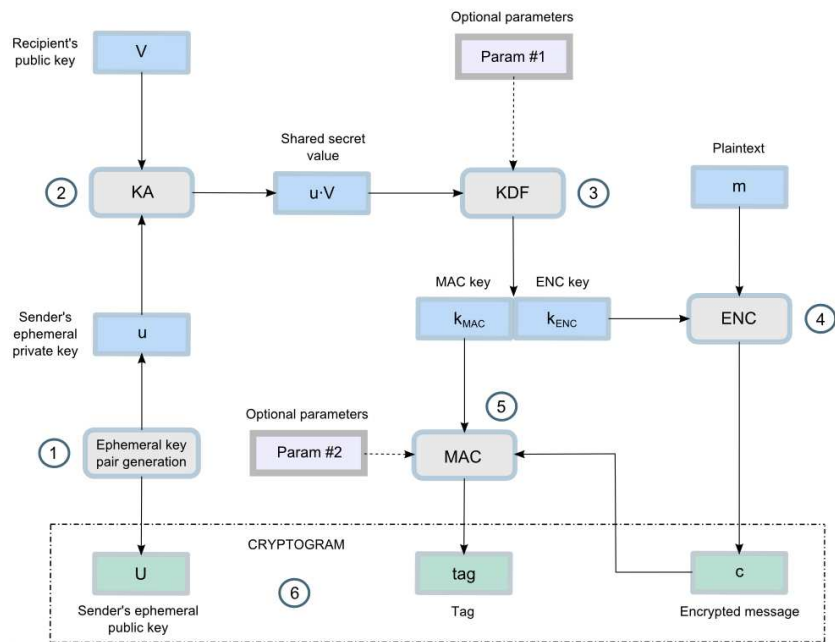 Optional parameters
Recipient's
public key
V
Param #1
Shared secret
value
Plaintext
2
KA
u·V
KDF
3
m
MAC key
ENC key
Sender's
ephemeral
private key
u
kMAC
kENC
ENC
4
5
Optional parameters
1
Ephemeral key
pair generation
Param #2
MAC
CRYPTOGRAM
U
6
tag
c
Sender's ephemeral
public key
Tag
Encrypted message